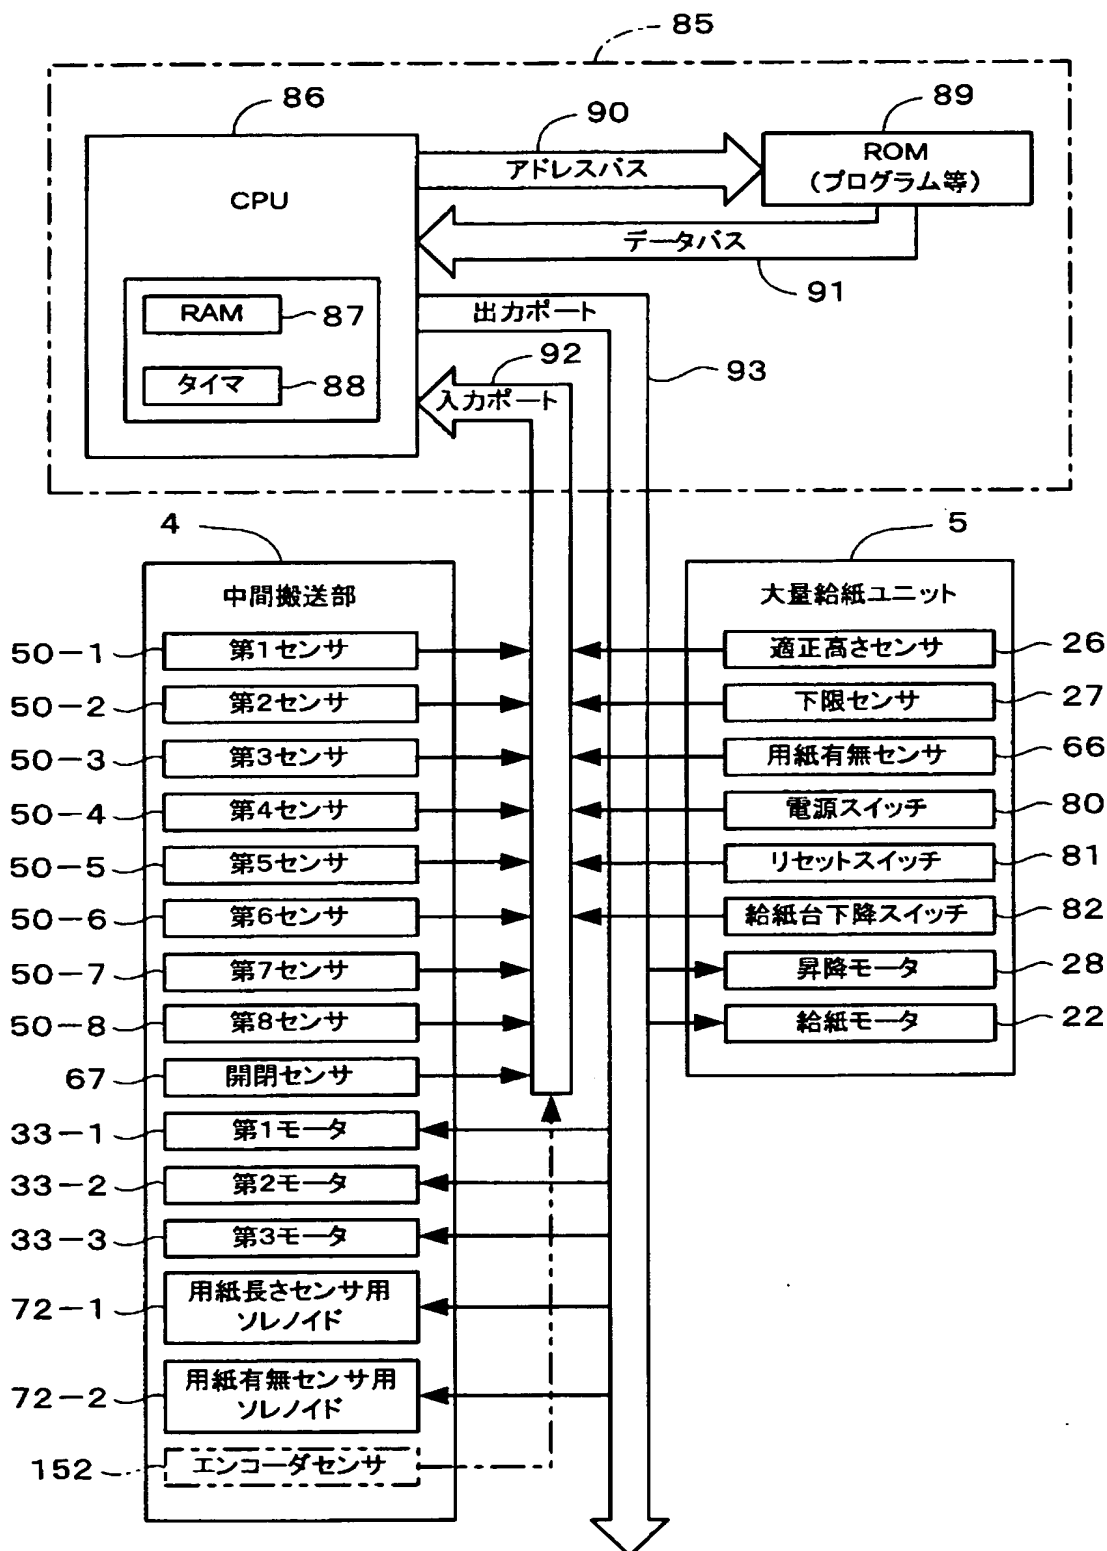 85
86
90
89
CPU
アドレスバス
ROM
(プログラム等)
データバス
91
RAM
87
タイマ
88
出力ポート
92
93
入力ポート
4
5
中間搬送部
大量給紙ユニット
50-1
第1センサ
適正高さセンサ
26
50-2
第2センサ
下限センサ
27
50-3
第3センサ
用紙有無センサ
66
50-4
第4センサ
電源スイッチ
80
50-5
第5センサ
リセットスイッチ
81
50-6
第6センサ
給紙台下降スイッチ
82
50-7
第7センサ
昇降モータ
28
50-8
第8センサ
給紙モータ
22
67
開閉センサ
33-1
第1モータ
33-2
第2モータ
33-3
第3モータ
72-1
用紙長さセンサ用
ソレノイド
72-2
用紙有無センサ用
ソレノイド
152
エンコーダセンサ